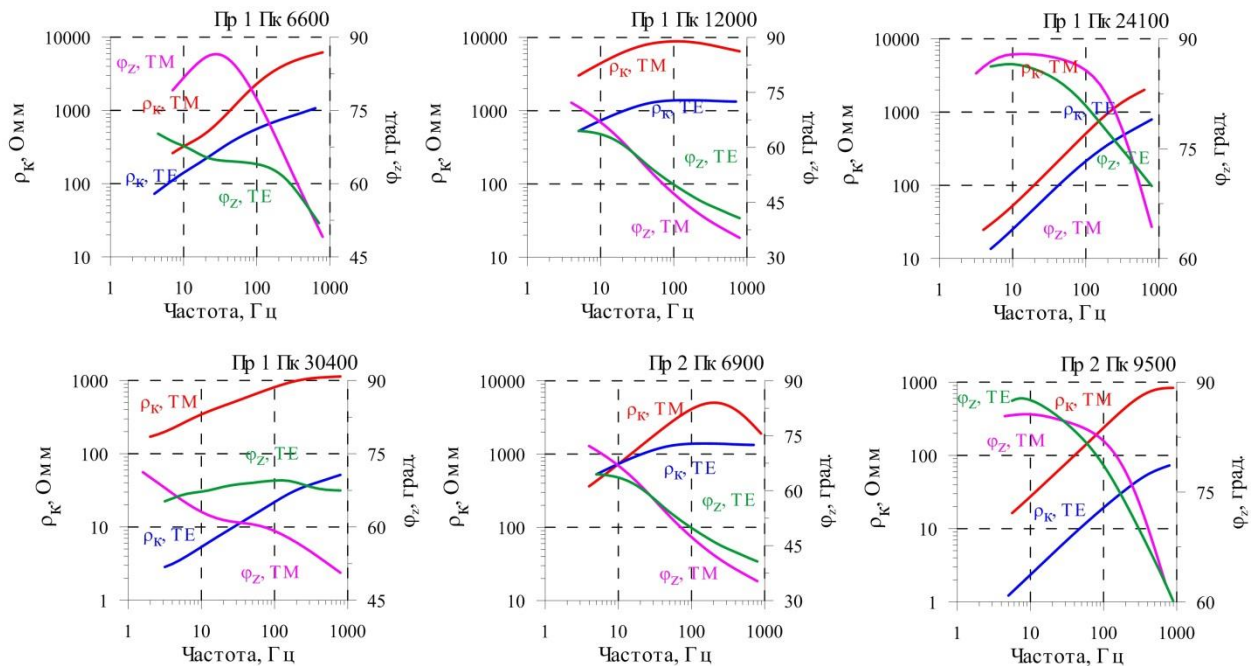 Пр 1 Пк 6600
10000
1000
100
10
ρк, Ом м
90
75
60
45
φz, град.
φz, TM
ρк, TM
ρк, TE
φz, TE
1 10 100 1000
Частота, Гц
Пр 1 Пк 12000
10000
1000
100
10
ρк, Ом м
90
75
60
45
30
φz, град.
ρк, TM
ρк, TE
φz, TE
φz, TM
1 10 100 1000
Частота, Гц
Пр 1 Пк 24100
10000
1000
100
10
ρк, Ом м
90
75
60
φz, град.
ρк, TM
ρк, TE
φz, TE
φz, TM
1 10 100 1000
Частота, Гц
Пр 1 Пк 30400
1000
100
10
1
ρк, Ом м
90
75
60
45
φz, град.
ρк, TM
φz, TE
ρк, TE
φz, TM
1 10 100 1000
Частота, Гц
Пр 2 Пк 6900
10000
1000
100
10
ρк, Ом м
90
75
60
45
30
φz, град.
ρк, TM
ρк, TE
φz, TE
φz, TM
1 10 100 1000
Частота, Гц
Пр 2 Пк 9500
1000
100
10
1
ρк, Ом м
90
75
60
φz, град.
φz, TE
ρк, TM
φz, TM
ρк, TE
1 10 100 1000
Частота, Гц